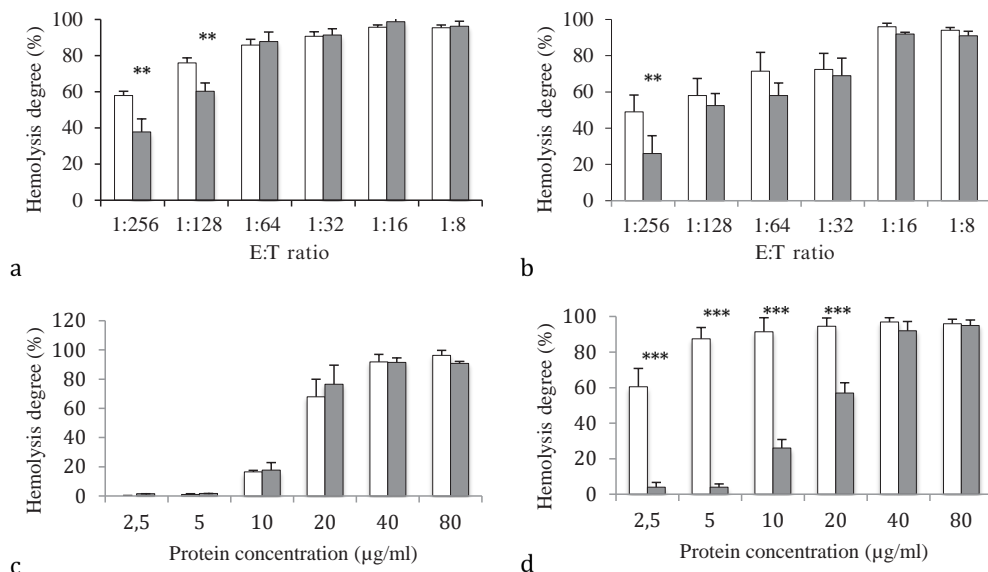 Hemolysis degree (%)
100
80
60
40
20
0
** **
1:256 1:128 1:64 1:32 1:16 1:8
E:T ratio
a
Hemolysis degree (%)
100
80
60
40
20
0
**
1:256 1:128 1:64 1:32 1:16 1:8
E:T ratio
b
Hemolysis degree (%)
120
100
80
60
40
20
0
2,5 5 10 20 40 80
Protein concentration (µg/ml)
c
Hemolysis degree (%)
100
80
60
40
20
0
*** *** *** ***
2,5 5 10 20 40 80
Protein concentration (µg/ml)
d